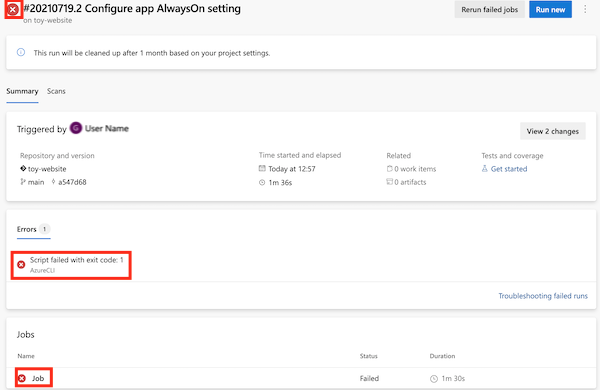 #20210719.2 Configure app AlwaysOn setting
on toy-website
Rerun failed jobs
Run new
This run will be cleaned up after 1 month based on your project settings.
Summary
Scans
Triggered by G User Name
View 2 changes
Repository and version
toy-website
main a547d68
Time started and elapsed
Today at 12:57
1m 36s
Related
0 work items
0 artifacts
Tests and coverage
Get started
Errors 1
Script failed with exit code: 1
AzureCLI
Troubleshooting failed runs
Jobs
Name
Status
Duration
Job
Failed
1m 30s